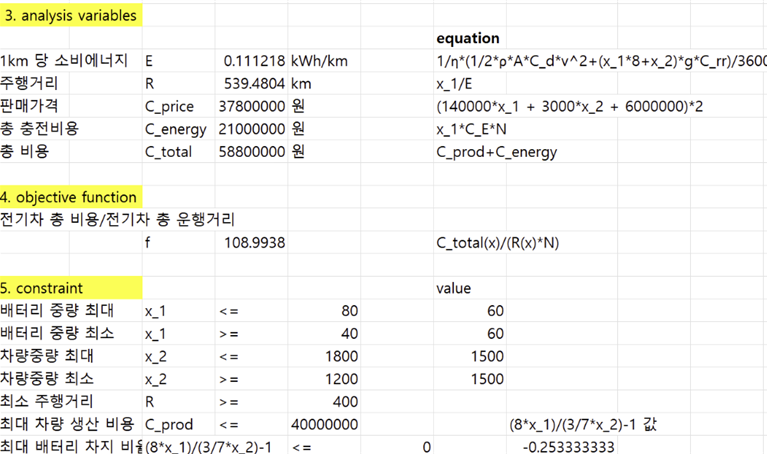 3. analysis variables
equation
1km 당 소비에너지 E 0.111218 kWh/km 1/η*(1/2*ρ*A*C_d*v^2+(x_1*8+x_2)*g*C_rr)/3600
주행거리 R 539.4804 km x_1/E
판매가격 C_price 37800000 원 (140000*x_1 + 3000*x_2 + 6000000)*2
총 충전비용 C_energy 21000000 원 x_1*C_E*N
총 비용 C_total 58800000 원 C_prod+C_energy
4. objective function
전기차 총 비용/전기차 총 운행거리
f 108.9938 C_total(x)/(R(x)*N)
5. constraint value
배터리 중량 최대 x_1 <= 80 60
배터리 중량 최소 x_1 >= 40 60
차량중량 최대 x_2 <= 1800 1500
차량중량 최소 x_2 >= 1200 1500
최소 주행거리 R >= 400
최대 차량 생산 비용 C_prod <= 40000000 (8*x_1)/(3/7*x_2)-1 값
최대 배터리 차지 비율 (8*x_1)/(3/7*x_2)-1 <= 0 -0.253333333